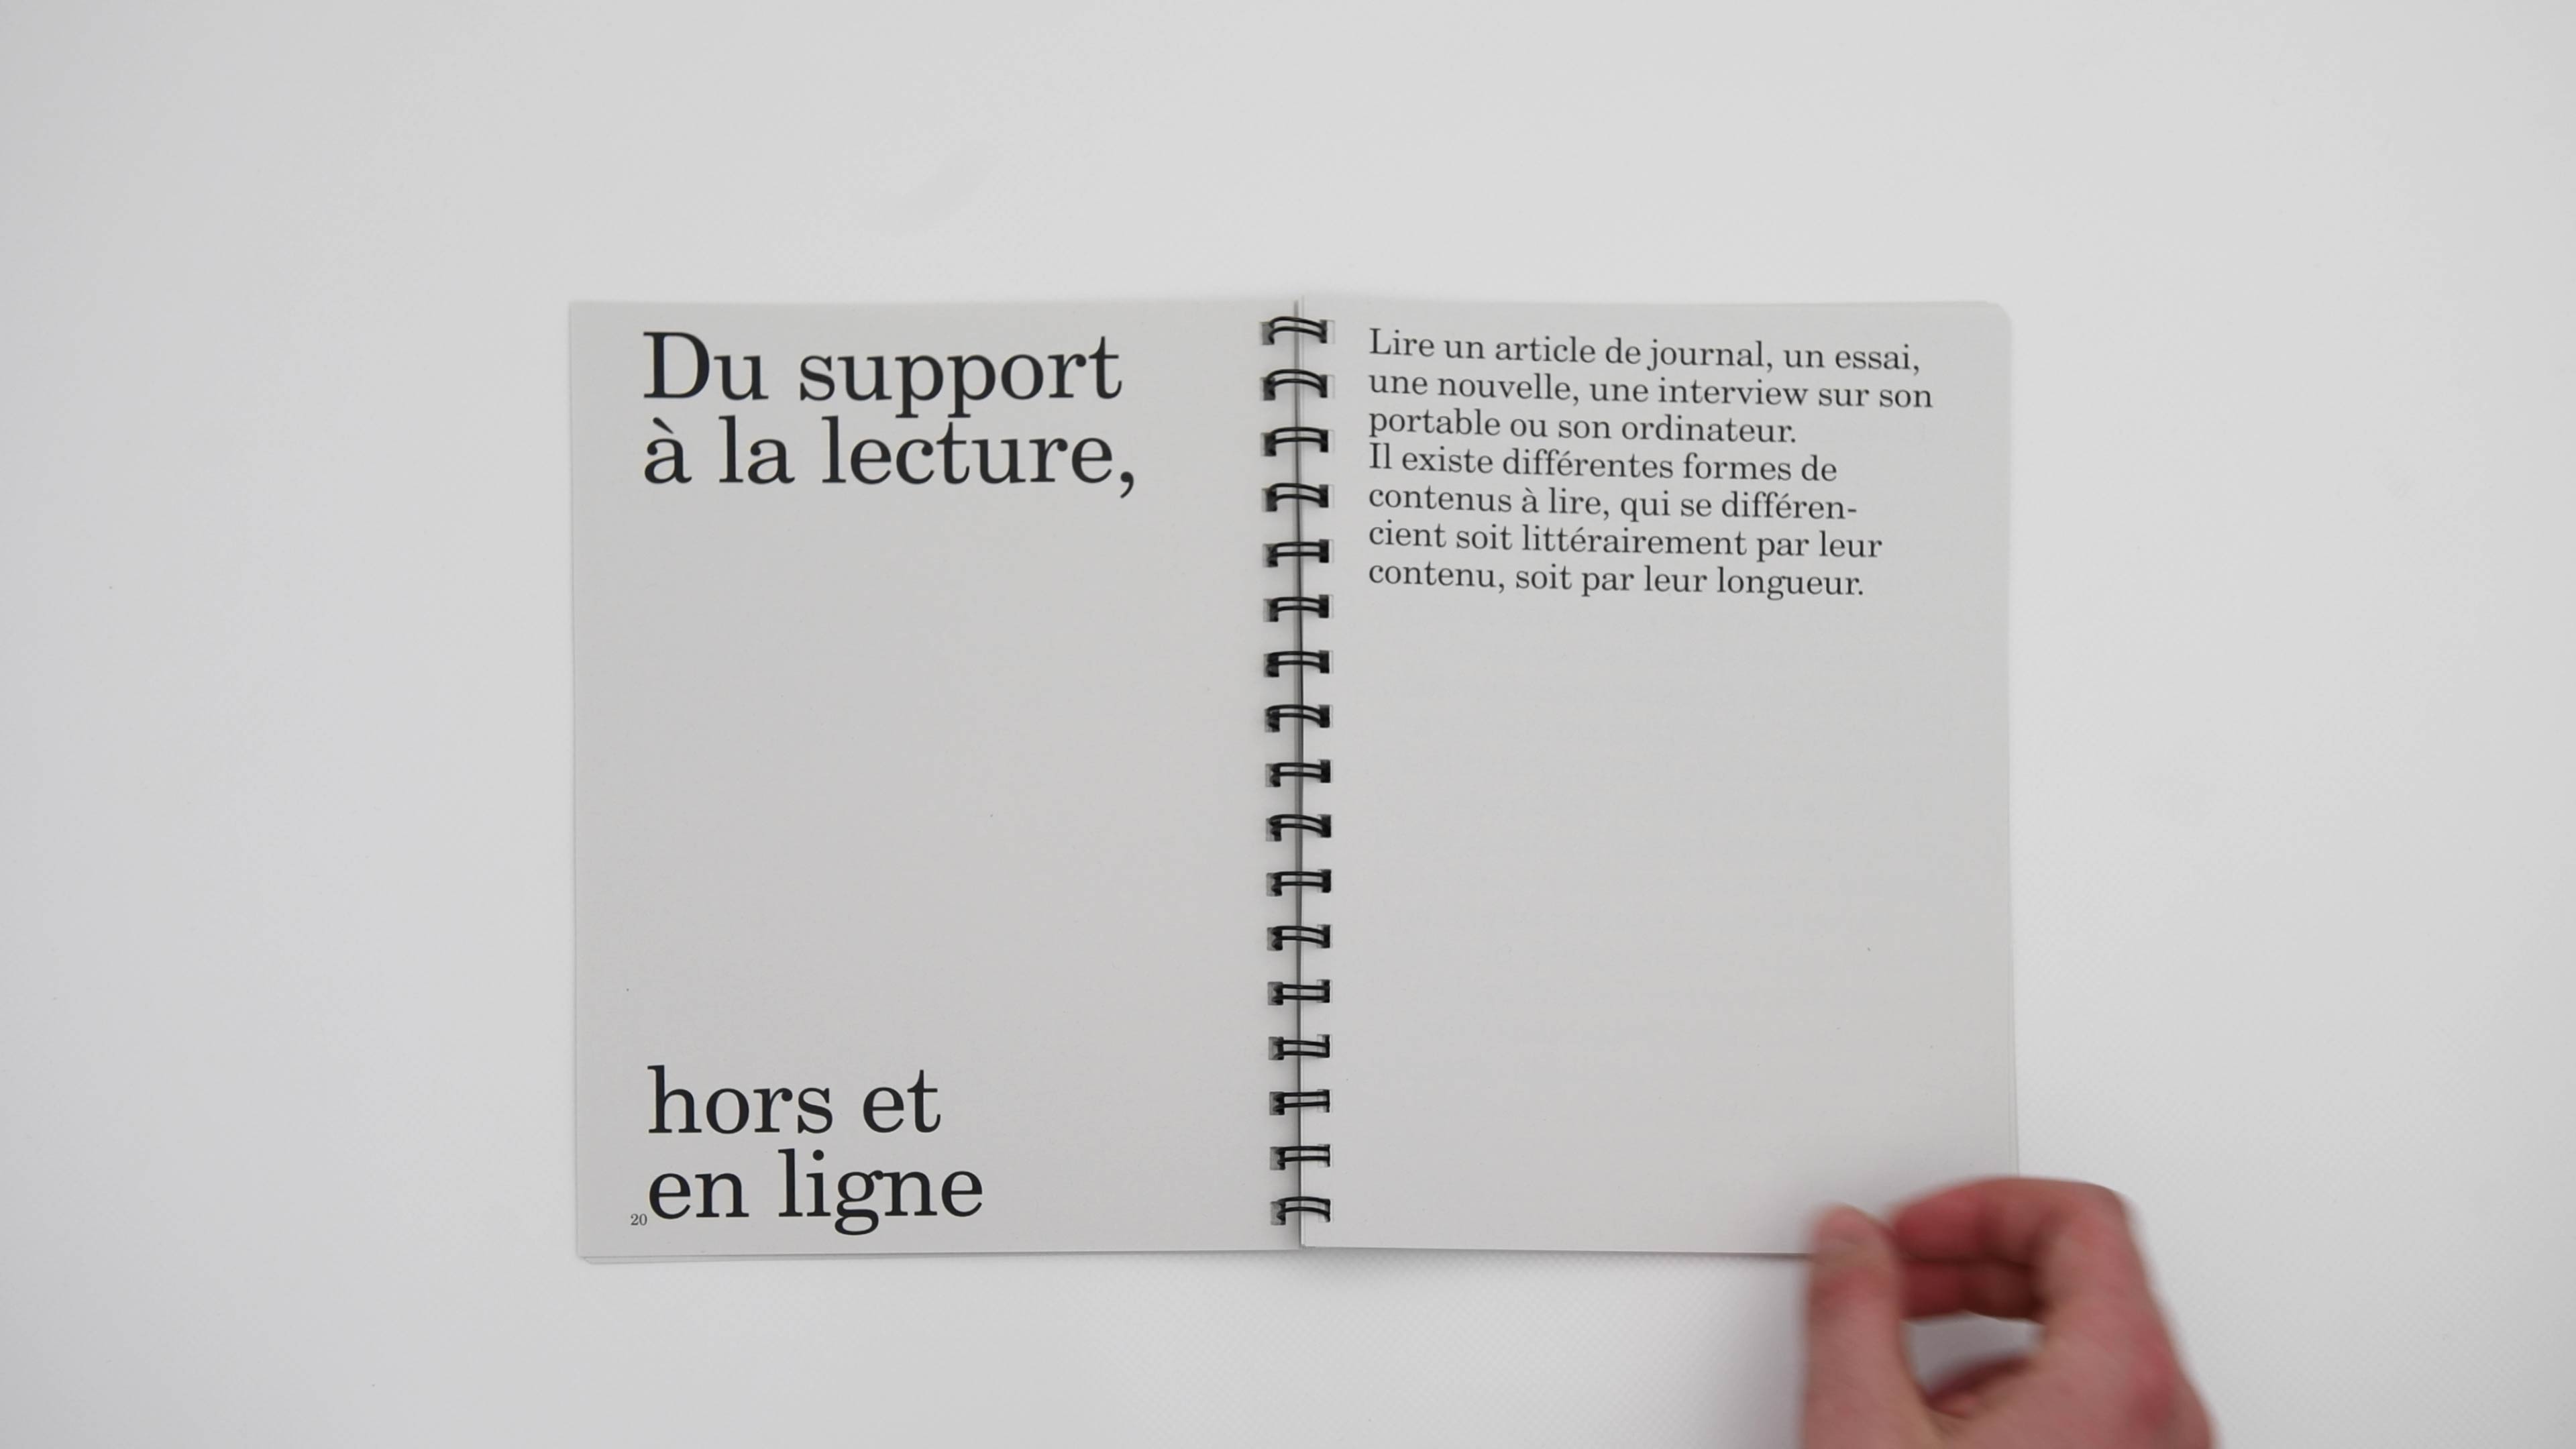 Du support
à la lecture,
hors et
en ligne
20
Lire un article de journal, un essai,
une nouvelle, une interview sur son
portable ou son ordinateur.
Il existe différentes formes de
contenus à lire, qui se différen-
cient soit littérairement par leur
contenu, soit par leur longueur.